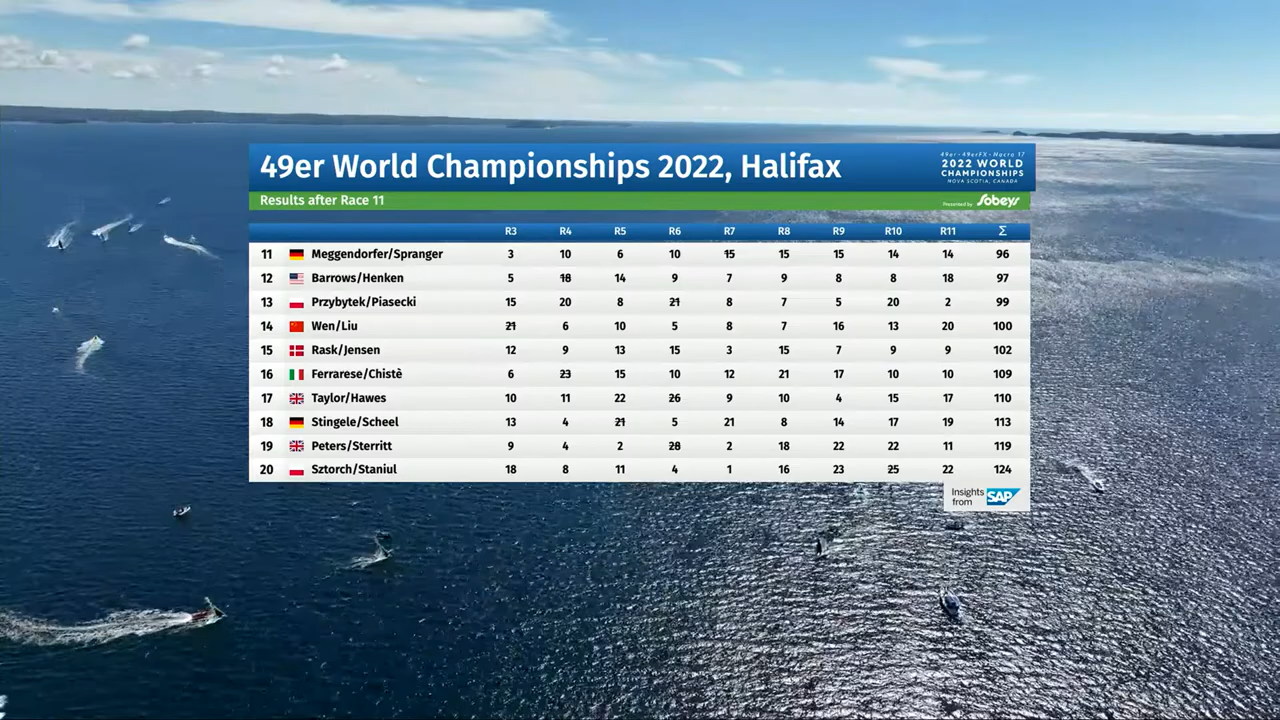 49er World Championships 2022, Halifax
49er • 49erFX • Nacra 17
2022 WORLD
CHAMPIONSHIPS
NOVA SCOTIA, CANADA
Results after Race 11
Presented by Sobeys
R3 R4 R5 R6 R7 R8 R9 R10 R11 Σ
11 Meggendorfer/Spranger 3 10 6 10 15 15 15 14 14 96
12 Barrows/Henken 5 18 14 9 7 9 8 8 18 97
13 Przybytek/Piasecki 15 20 8 21 8 7 5 20 2 99
14 Wen/Liu 21 6 10 5 8 7 16 13 20 100
15 Rask/Jensen 12 9 13 15 3 15 7 9 9 102
16 Ferrarese/Chistè 6 23 15 10 12 21 17 10 10 109
17 Taylor/Hawes 10 11 22 26 9 10 4 15 17 110
18 Stingele/Scheel 13 4 21 5 21 8 14 17 19 113
19 Peters/Sterritt 9 4 2 28 2 18 22 22 11 119
20 Sztorch/Staniul 18 8 11 4 1 16 23 25 22 124
Insights
from SAP